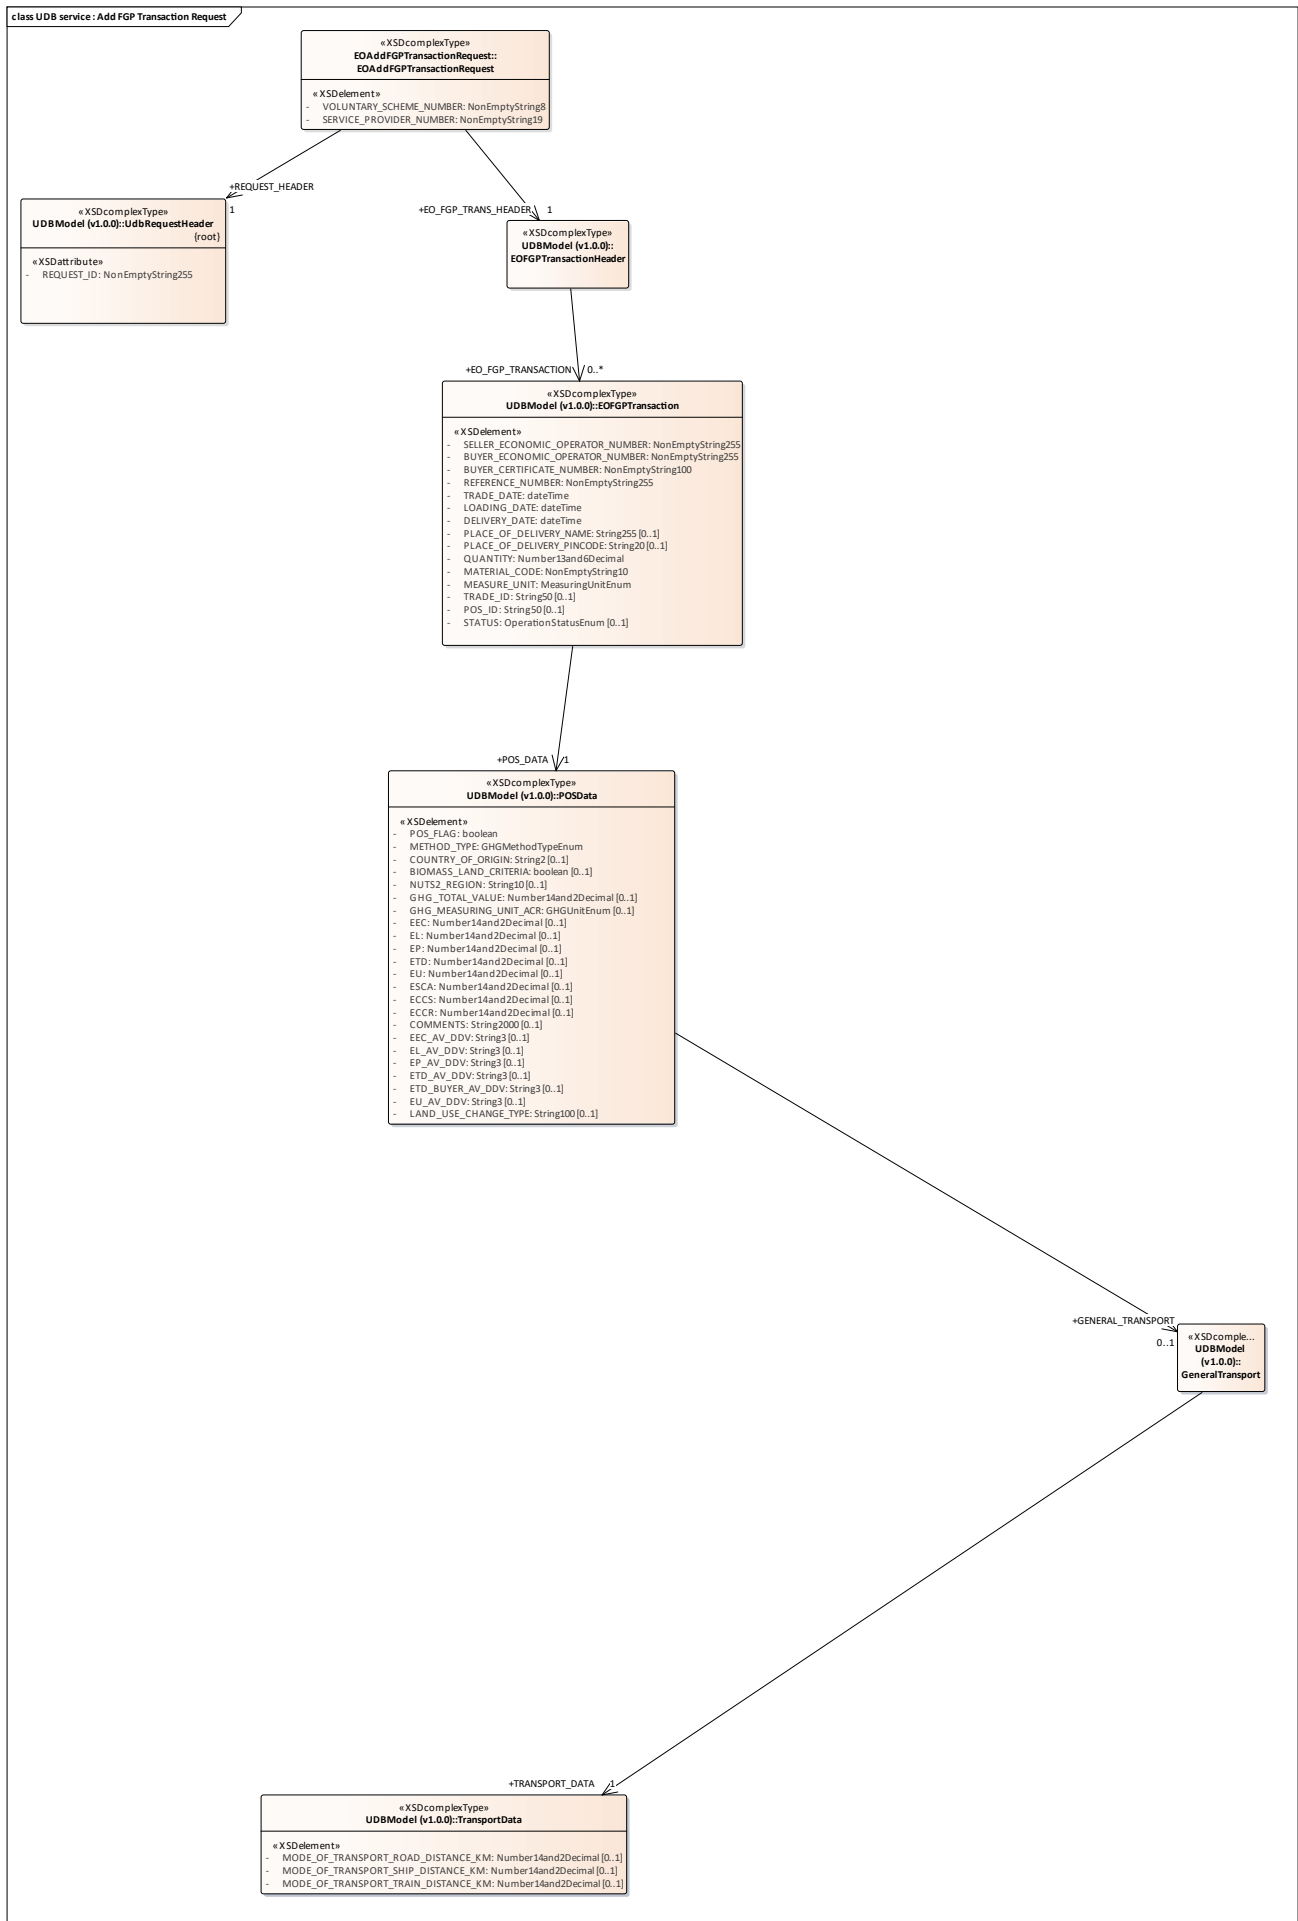 class UDB service : Add FGP Transaction Request
«XSDcomplexType»
EOAddFGPTransactionRequest::
EOAddFGPTransactionRequest
«XSDelement»
- VOLUNTARY_SCHEME_NUMBER: NonEmptyString8
- SERVICE_PROVIDER_NUMBER: NonEmptyString19
+REQUEST_HEADER
1
«XSDcomplexType»
UDBModel (v1.0.0)::UdbRequestHeader
{root}
«XSDattribute»
- REQUEST_ID: NonEmptyString255
+EO_FGP_TRANS_HEADER 1
«XSDcomplexType»
UDBModel (v1.0.0)::
EOFGPTransactionHeader
+EO_FGP_TRANSACTION 0..*
«XSDcomplexType»
UDBModel (v1.0.0)::EOFGPTransaction
«XSDelement»
- SELLER_ECONOMIC_OPERATOR_NUMBER: NonEmptyString255
- BUYER_ECONOMIC_OPERATOR_NUMBER: NonEmptyString255
- BUYER_CERTIFICATE_NUMBER: NonEmptyString100
- REFERENCE_NUMBER: NonEmptyString255
- TRADE_DATE: dateTime
- LOADING_DATE: dateTime
- DELIVERY_DATE: dateTime
- PLACE_OF_DELIVERY_NAME: String255 [0..1]
- PLACE_OF_DELIVERY_PINCODE: String20 [0..1]
- QUANTITY: Number13and6Decimal
- MATERIAL_CODE: NonEmptyString10
- MEASURE_UNIT: MeasuringUnitEnum
- TRADE_ID: String50 [0..1]
- POS_ID: String50 [0..1]
- STATUS: OperationStatusEnum [0..1]
+POS_DATA 1
«XSDcomplexType»
UDBModel (v1.0.0)::POSData
«XSDelement»
- POS_FLAG: boolean
- METHOD_TYPE: GHGMethodTypeEnum
- COUNTRY_OF_ORIGIN: String2 [0..1]
- BIOMASS_LAND_CRITERIA: boolean [0..1]
- NUTS2_REGION: String10 [0..1]
- GHG_TOTAL_VALUE: Number14and2Decimal [0..1]
- GHG_MEASURING_UNIT_ACR: GHGUnitEnum [0..1]
- EEC: Number14and2Decimal [0..1]
- EL: Number14and2Decimal [0..1]
- EP: Number14and2Decimal [0..1]
- ETD: Number14and2Decimal [0..1]
- EU: Number14and2Decimal [0..1]
- ESCA: Number14and2Decimal [0..1]
- ECCS: Number14and2Decimal [0..1]
- ECCR: Number14and2Decimal [0..1]
- COMMENTS: String2000 [0..1]
- EEC_AV_DDV: String3 [0..1]
- EL_AV_DDV: String3 [0..1]
- EP_AV_DDV: String3 [0..1]
- ETD_AV_DDV: String3 [0..1]
- ETD_BUYER_AV_DDV: String3 [0..1]
- EU_AV_DDV: String3 [0..1]
- LAND_USE_CHANGE_TYPE: String100 [0..1]
+GENERAL_TRANSPORT
0..1
«XSDcomple...
UDBModel
(v1.0.0)::
GeneralTransport
+TRANSPORT_DATA 1
«XSDcomplexType»
UDBModel (v1.0.0)::TransportData
«XSDelement»
- MODE_OF_TRANSPORT_ROAD_DISTANCE_KM: Number14and2Decimal [0..1]
- MODE_OF_TRANSPORT_SHIP_DISTANCE_KM: Number14and2Decimal [0..1]
- MODE_OF_TRANSPORT_TRAIN_DISTANCE_KM: Number14and2Decimal [0..1]